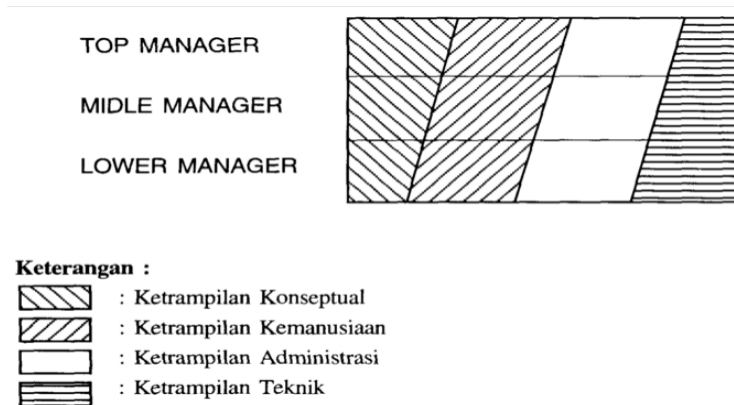 TOP MANAGER
MIDLE MANAGER
LOWER MANAGER
Keterangan :
: Ketrampilan Konseptual
: Ketrampilan Kemanusiaan
: Ketrampilan Administrasi
: Ketrampilan Teknik